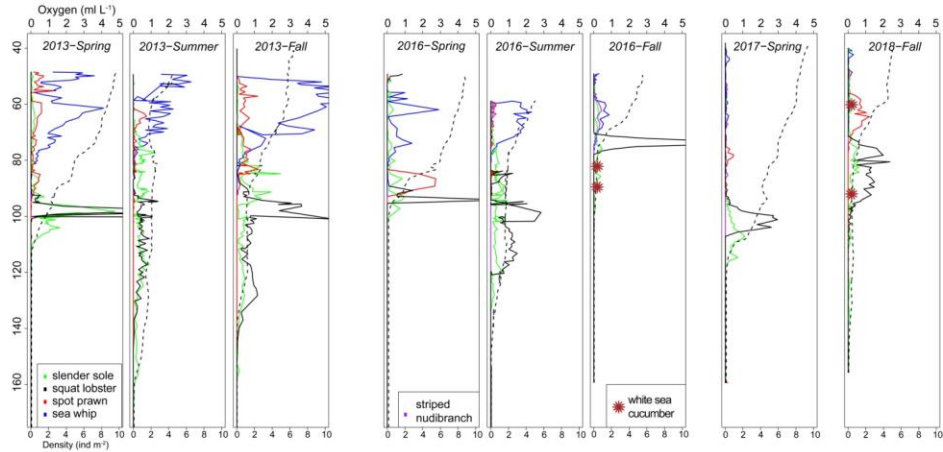 Oxygen (ml L⁻¹)
0 1 2 3 4 5 0 1 2 3 4 5 0 1 2 3 4 5 0 1 2 3 4 5 0 1 2 3 4 5 0 1 2 3 4 5 0 1 2 3 4 5 0 1 2 3 4 5
2013−Spring 2013−Summer 2013−Fall 2016−Spring 2016−Summer 2016−Fall 2017−Spring 2018−Fall
40
60
80
100
120
140
160
slender sole
squat lobster
spot prawn
sea whip
striped
nudibranch
white sea
cucumber
0 2 4 6 8 10 0 2 4 6 8 10 0 2 4 6 8 10 0 2 4 6 8 10 0 2 4 6 8 10 0 2 4 6 8 10 0 2 4 6 8 10 0 2 4 6 8 10
Density (ind m⁻²)